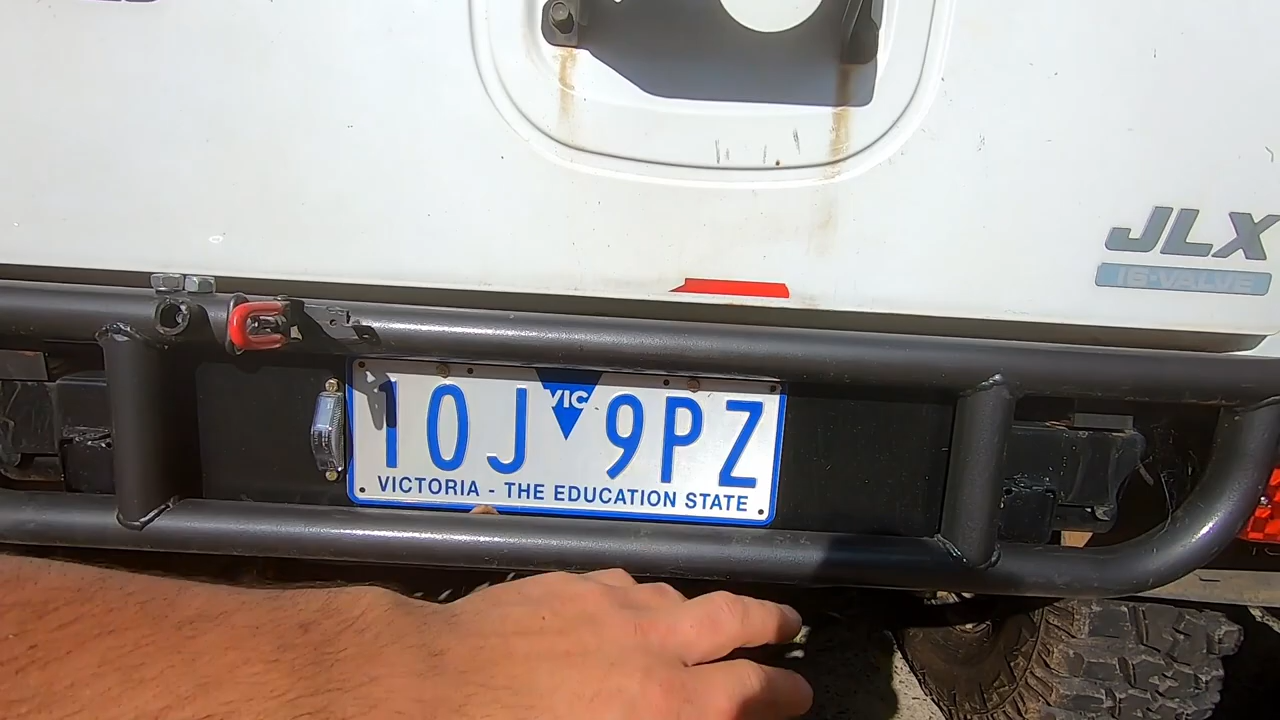 JLX
16-VALVE
VIC
10J 9PZ
VICTORIA - THE EDUCATION STATE